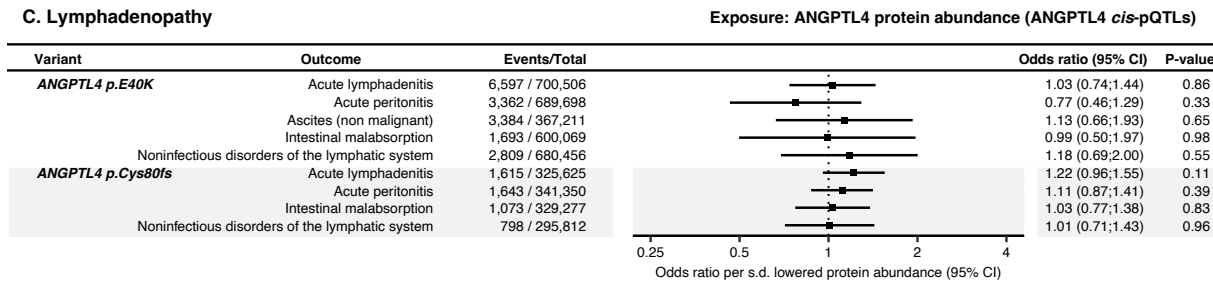 C. Lymphadenopathy Exposure: ANGPTL4 protein abundance (ANGPTL4 cis-pQTLs)
Variant Outcome Events/Total Odds ratio (95% CI) P-value
ANGPTL4 p.E40K Acute lymphadenitis 6,597 / 700,506 1.03 (0.74;1.44) 0.86
Acute peritonitis 3,362 / 689,698 0.77 (0.46;1.29) 0.33
Ascites (non malignant) 3,384 / 367,211 1.13 (0.66;1.93) 0.65
Intestinal malabsorption 1,693 / 600,069 0.99 (0.50;1.97) 0.98
Noninfectious disorders of the lymphatic system 2,809 / 680,456 1.18 (0.69;2.00) 0.55
ANGPTL4 p.Cys80fs Acute lymphadenitis 1,615 / 325,625 1.22 (0.96;1.55) 0.11
Acute peritonitis 1,643 / 341,350 1.11 (0.87;1.41) 0.39
Intestinal malabsorption 1,073 / 329,277 1.03 (0.77;1.38) 0.83
Noninfectious disorders of the lymphatic system 798 / 295,812 1.01 (0.71;1.43) 0.96
0.25 0.5 1 2 4
Odds ratio per s.d. lowered protein abundance (95% CI)